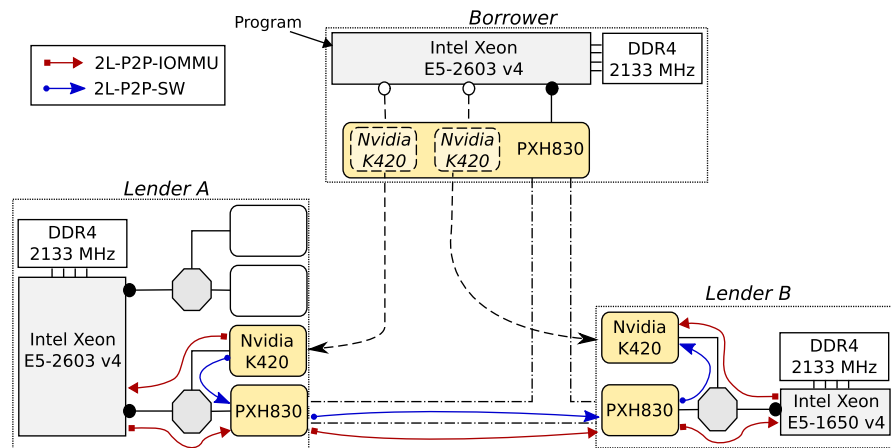 Borrower
Program
Intel Xeon
E5-2603 v4
DDR4
2133 MHz
2L-P2P-IOMMU
2L-P2P-SW
Nvidia
K420
Nvidia
K420
PXH830
Lender A
DDR4
2133 MHz
Intel Xeon
E5-2603 v4
Nvidia
K420
PXH830
Lender B
Nvidia
K420
PXH830
DDR4
2133 MHz
Intel Xeon
E5-1650 v4